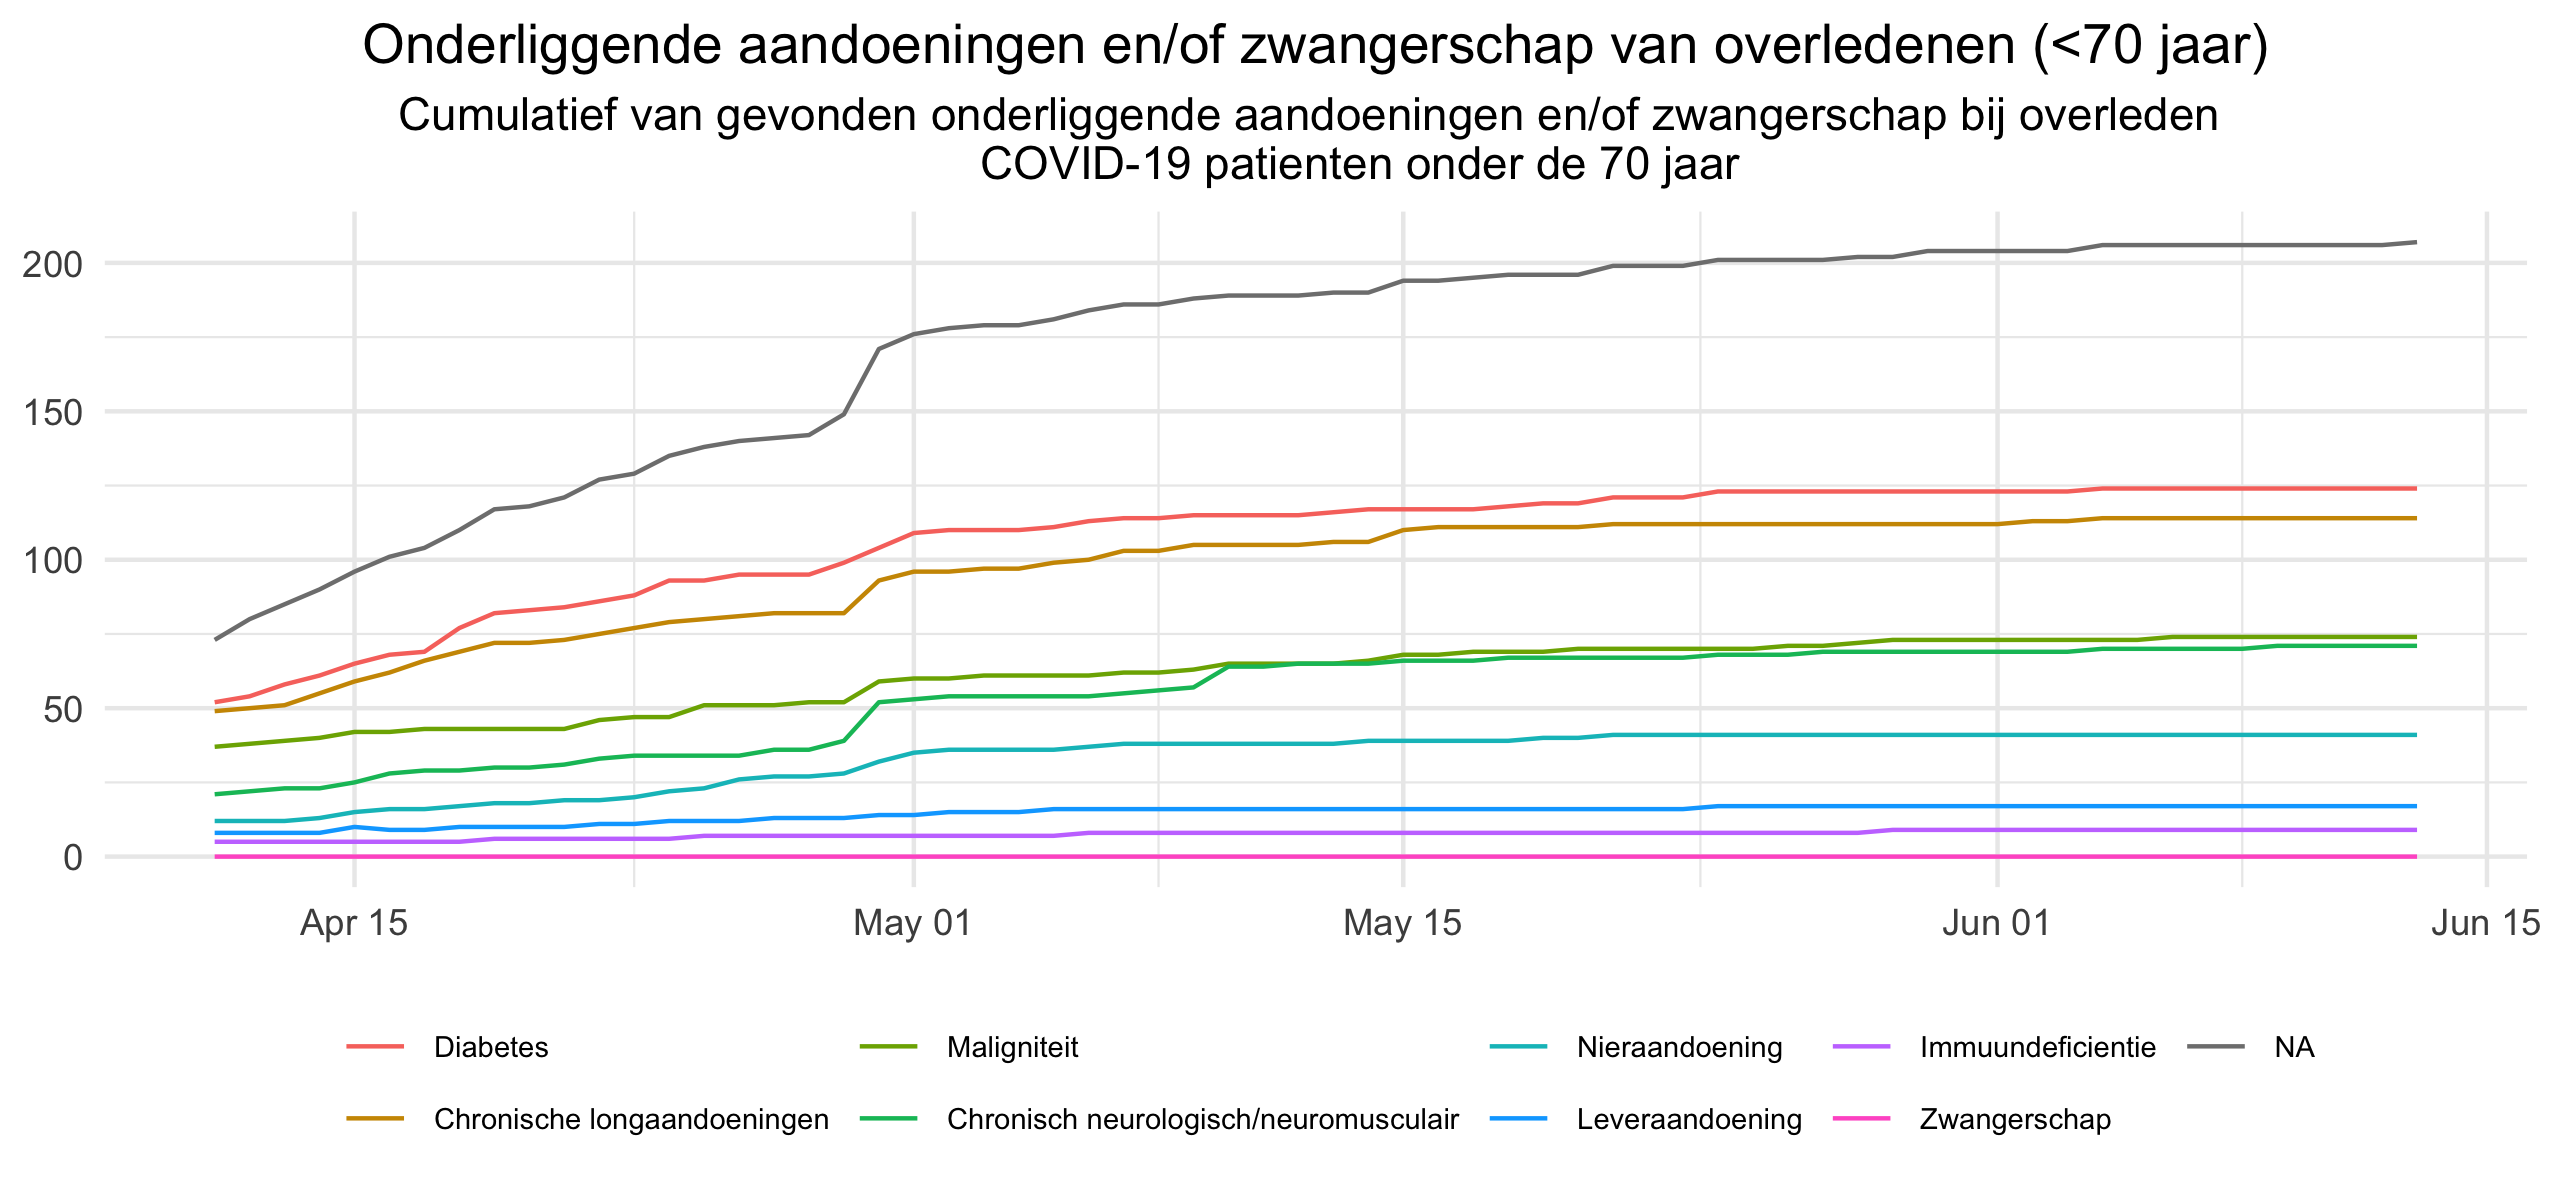 Onderliggende aandoeningen en/of zwangerschap van overledenen (<70 jaar)
Cumulatief van gevonden onderliggende aandoeningen en/of zwangerschap bij overleden
COVID-19 patienten onder de 70 jaar
200
150
100
50
0
Apr 15 May 01 May 15 Jun 01 Jun 15
Diabetes Maligniteit Nieraandoening Immuundeficientie NA
Chronische longaandoeningen Chronisch neurologisch/neuromusculair Leveraandoening Zwangerschap